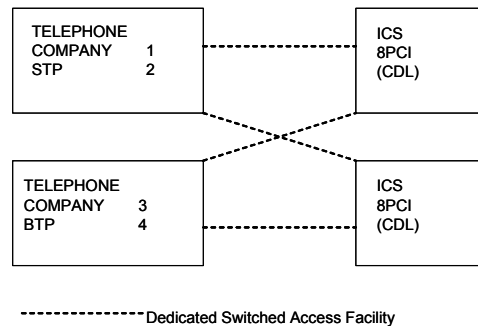 TELEPHONE
COMPANY 1
STP 2
ICS
8PCI
(CDL)
TELEPHONE
COMPANY 3
BTP 4
ICS
8PCI
(CDL)
Dedicated Switched Access Facility